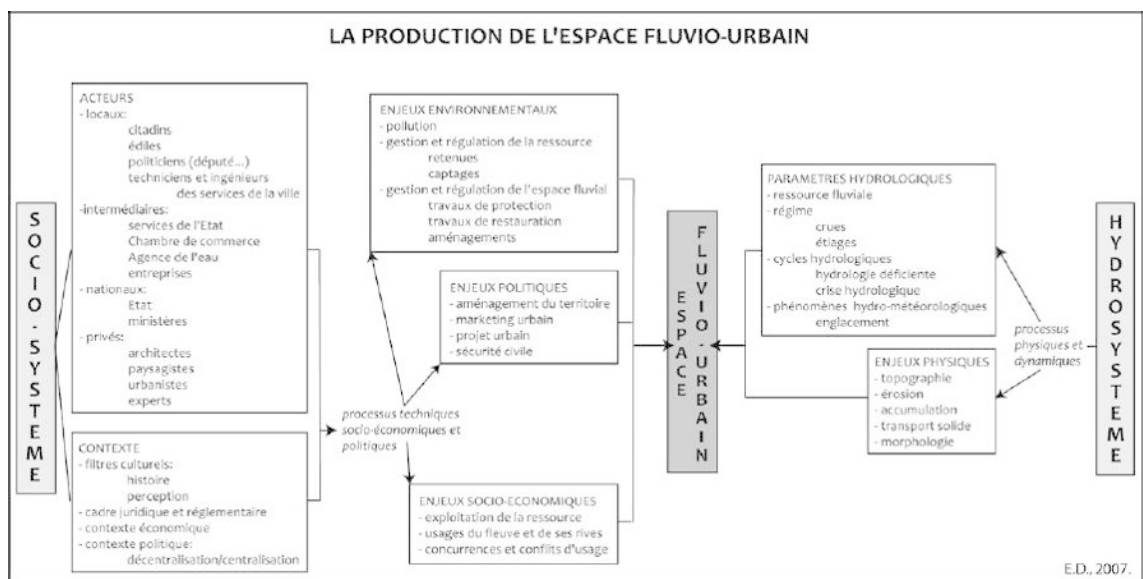 LA PRODUCTION DE L'ESPACE FLUVIO-URBAIN
SOCIO-SYSTEME
ACTEURS
- locaux:
citadins
édiles
politiciens (député...)
techniciens et ingénieurs
des services de la ville
-intermédiaires:
services de l'Etat
Chambre de commerce
Agence de l'eau
entreprises
- nationaux:
Etat
ministères
- privés:
architectes
paysagistes
urbanistes
experts
CONTEXTE
- filtres culturels:
histoire
perception
- cadre juridique et réglementaire
- contexte économique
- contexte politique:
décentralisation/centralisation
processus techniques
socio-économiques et
politiques
ENJEUX ENVIRONNEMENTAUX
- pollution
- gestion et régulation de la ressource
retenues
captages
- gestion et régulation de l'espace fluvial
travaux de protection
travaux de restauration
aménagements
ENJEUX POLITIQUES
- aménagement du territoire
- marketing urbain
- projet urbain
- sécurité civile
ENJEUX SOCIO-ECONOMIQUES
- exploitation de la ressource
- usages du fleuve et de ses rives
- concurrences et conflits d'usage
ESPACE
FLUVIO-URBAIN
PARAMETRES HYDROLOGIQUES
- ressource fluviale
- régime
crues
étiages
- cycles hydrologiques
hydrologie déficiente
crise hydrologique
- phénomènes hydro-météorologiques
englacement
ENJEUX PHYSIQUES
- topographie
- érosion
- accumulation
- transport solide
- morphologie
processus
physiques et
dynamiques
HYDROSYSTEME
E.D., 2007.